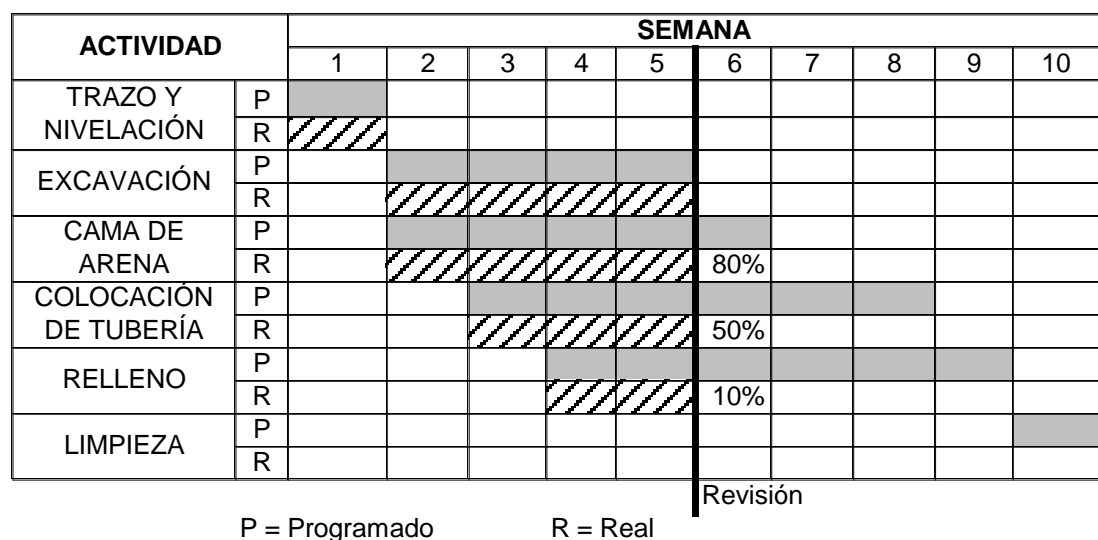 ACTIVIDAD
SEMANA
1 2 3 4 5 6 7 8 9 10
TRAZO Y
NIVELACIÓN
P
R
EXCAVACIÓN
P
R
CAMA DE
ARENA
P
R 80%
COLOCACIÓN
DE TUBERÍA
P
R 50%
RELLENO
P
R 10%
LIMPIEZA
P
R
Revisión
P = Programado R = Real